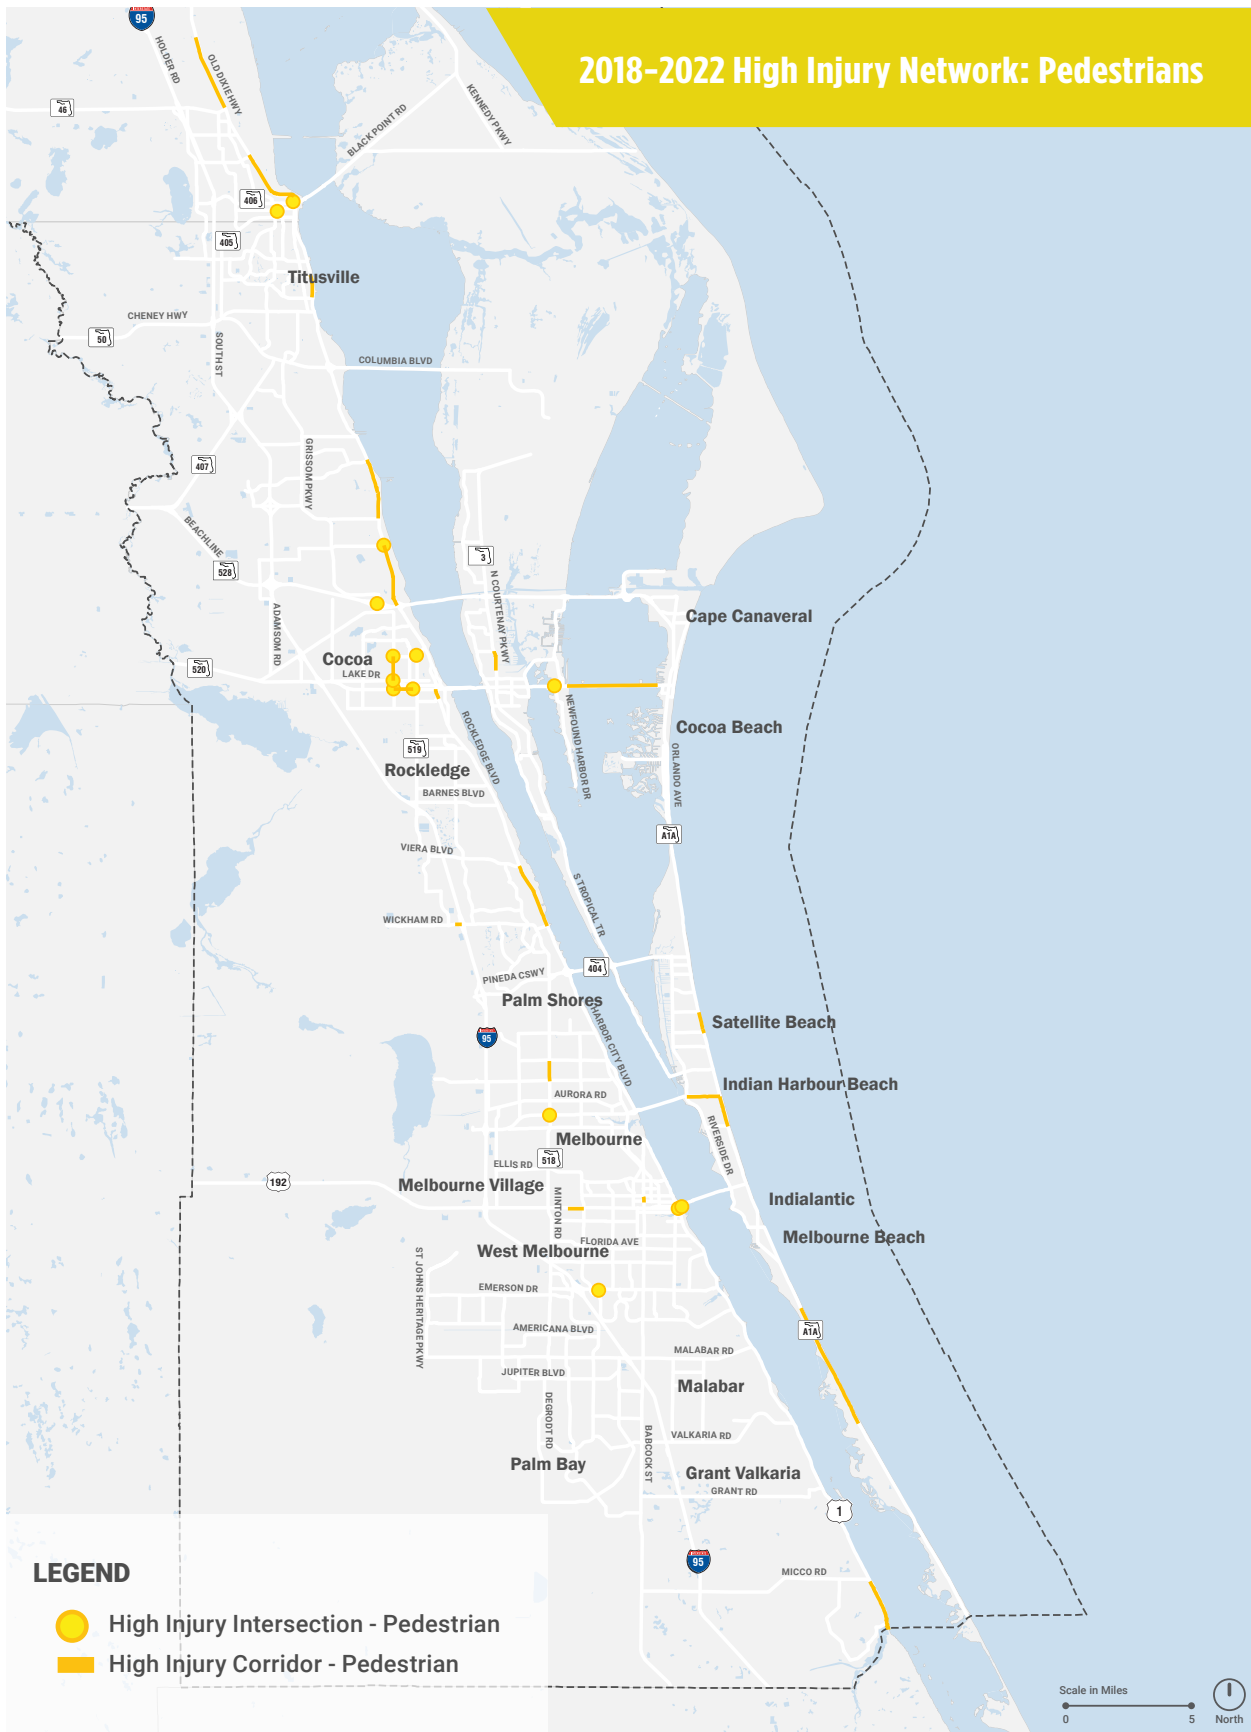 95
2018-2022 High Injury Network: Pedestrians
HOLDER RD
OLD DIXIE HWY
46
KENNEDY PKWY
BLACK POINT RD
406
405
Titusville
CHENEY HWY
50
SOUTH ST
COLUMBIA BLVD
GRISSOM PKWY
407
BEACHLINE
528
3
N COURTENAY PKWY
ADAMSOM RD
Cape Canaveral
Cocoa
LAKE DR
520
NEWFOUND HARBOR DR
Cocoa Beach
ROCKLEDGE BLVD
519
ORLANDO AVE
Rockledge
BARNES BLVD
A1A
VIERA BLVD
S TROPICAL TR
WICKHAM RD
404
PINEDA CSWY
Palm Shores
HARBOR CITY BLVD
Satellite Beach
95
Indian Harbour Beach
AURORA RD
RIVERSIDE DR
Melbourne
ELLIS RD
518
192
Melbourne Village
MINTON RD
Indialantic
Melbourne Beach
FLORIDA AVE
West Melbourne
ST JOHNS HERITAGE PKWY
EMERSON DR
AMERICANA BLVD
A1A
MALABAR RD
JUPITER BLVD
Malabar
DEGRODT RD
BABCOCK ST
VALKARIA RD
Palm Bay
Grant Valkaria
GRANT RD
1
95
MICCO RD
LEGEND
High Injury Intersection - Pedestrian
High Injury Corridor - Pedestrian
Scale in Miles
0 5
North